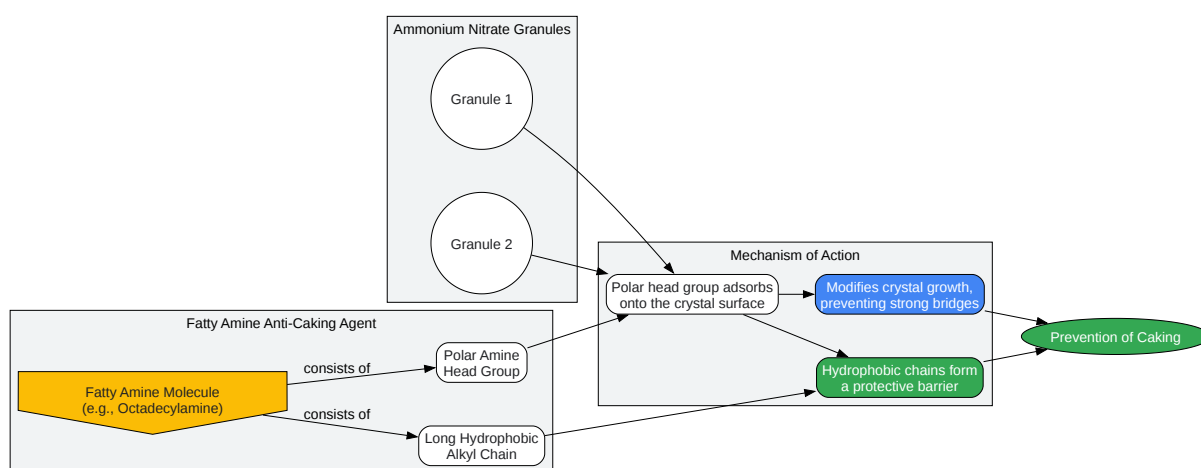 Ammonium Nitrate Granules
Granule 1
Granule 2
Mechanism of Action
Polar head group adsorbs
onto the crystal surface
Modifies crystal growth,
preventing strong bridges
Prevention of Caking
Hydrophobic chains form
a protective barrier
Fatty Amine Anti-Caking Agent
Fatty Amine Molecule
(e.g., Octadecylamine)
consists of
consists of
Polar Amine
Head Group
Long Hydrophobic
Alkyl Chain